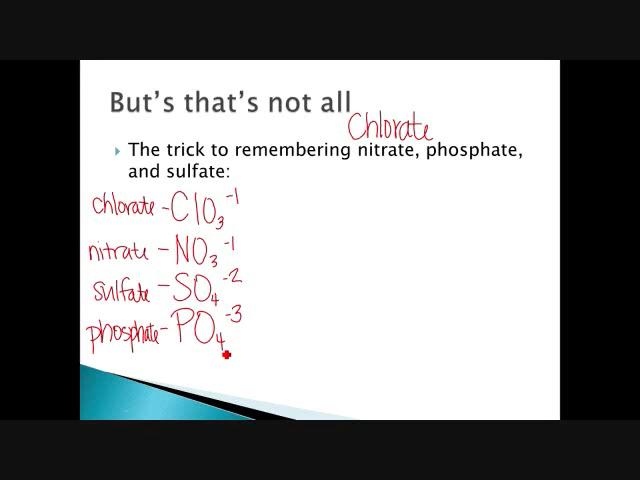 But's that's not all
Chlorate
The trick to remembering nitrate, phosphate,
and sulfate:
chlorate - ClO₃⁻¹
nitrate - NO₃⁻¹
sulfate - SO₄⁻²
phosphate - PO₄⁻³